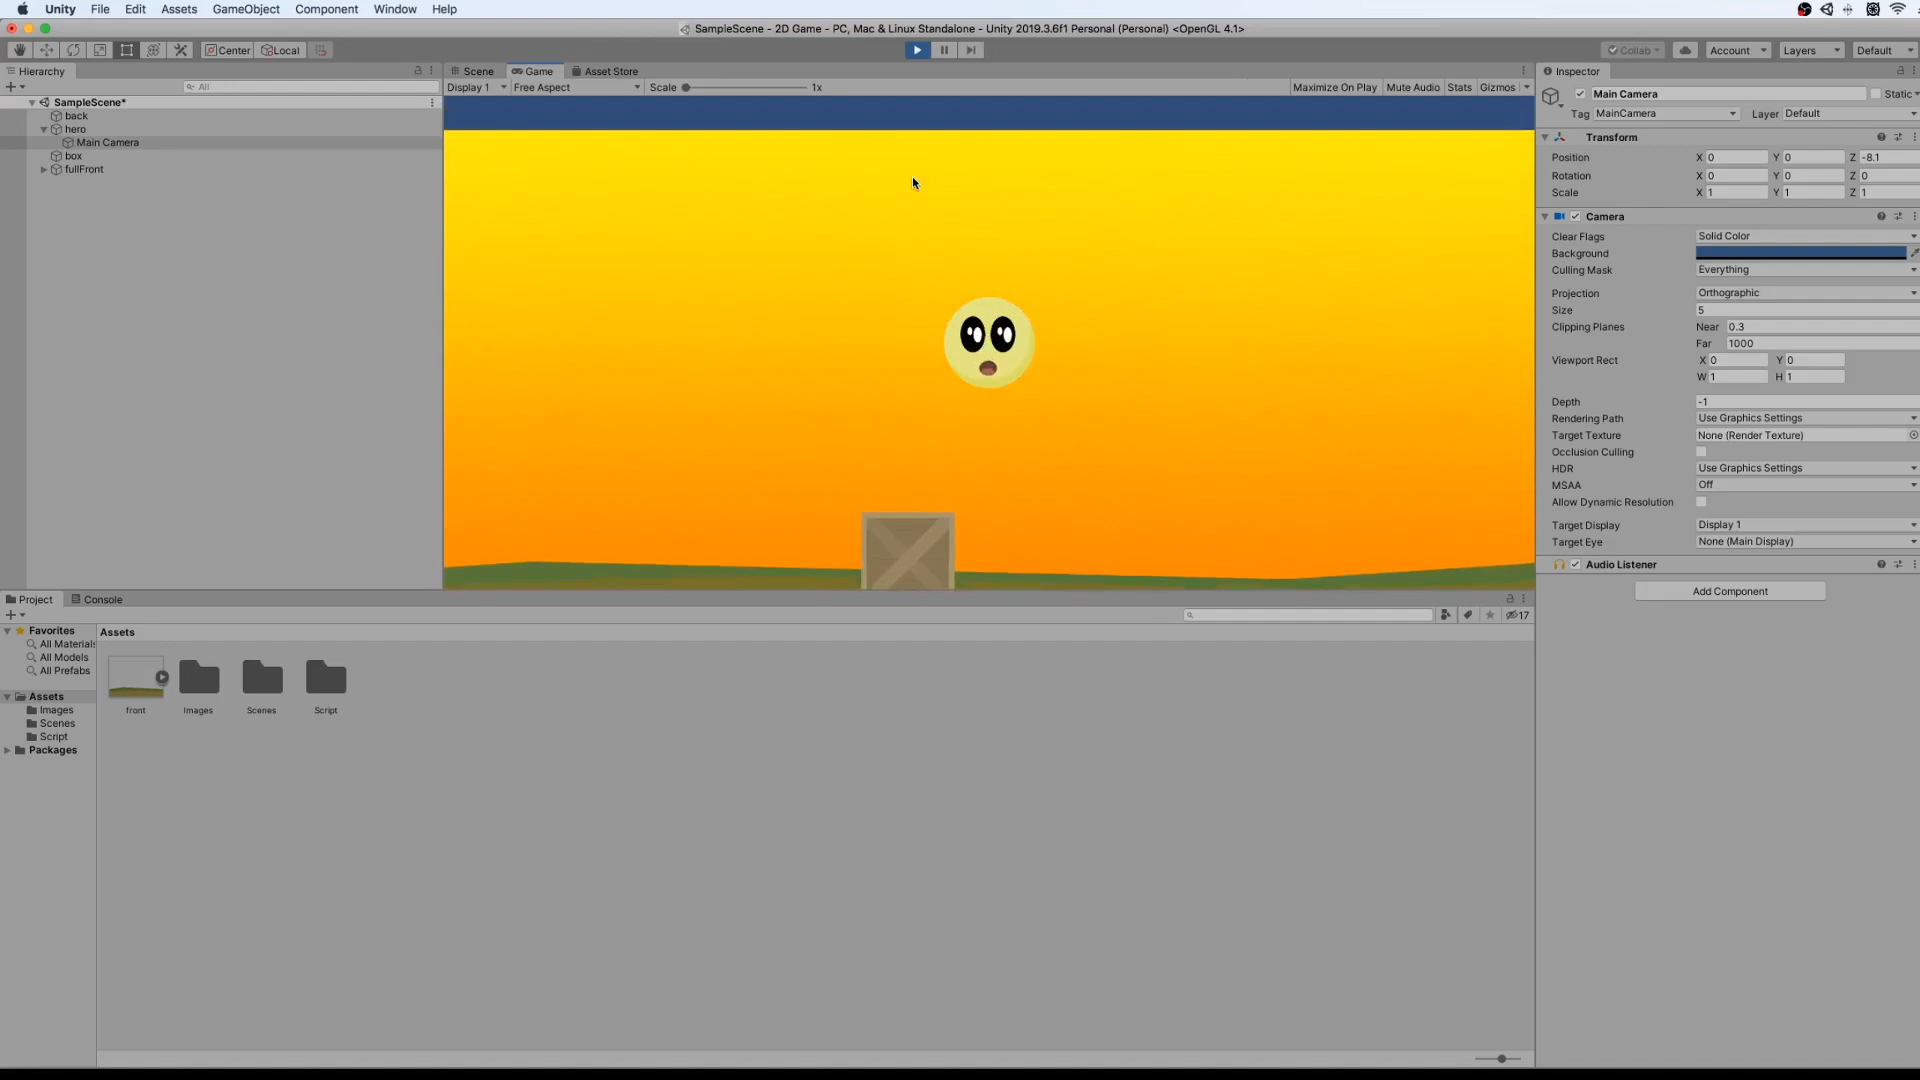 Unity File Edit Assets GameObject Component Window Help
SampleScene - 2D Game - PC, Mac & Linux Standalone - Unity 2019.3.6f1 Personal (Personal) <OpenGL 4.1>
Center Local Collab Account Layers Default
Hierarchy
All
SampleScene*
back
hero
Main Camera
box
fullFront
Scene Game Asset Store
Display 1 Free Aspect Scale 1x Maximize On Play Mute Audio Stats Gizmos
Inspector
Main Camera Static
Tag MainCamera Layer Default
Transform
Position X 0 Y 0 Z -8.1
Rotation X 0 Y 0 Z 0
Scale X 1 Y 1 Z 1
Camera
Clear Flags Solid Color
Background
Culling Mask Everything
Projection Orthographic
Size 5
Clipping Planes Near 0.3
Far 1000
Viewport Rect X 0 Y 0
W 1 H 1
Depth -1
Rendering Path Use Graphics Settings
Target Texture None (Render Texture)
Occlusion Culling
HDR Use Graphics Settings
MSAA Off
Allow Dynamic Resolution
Target Display Display 1
Target Eye None (Main Display)
Audio Listener
Add Component
Project Console
17
Favorites
All Materials
All Models
All Prefabs
Assets
Images
Scenes
Script
Packages
Assets
front Images Scenes Script